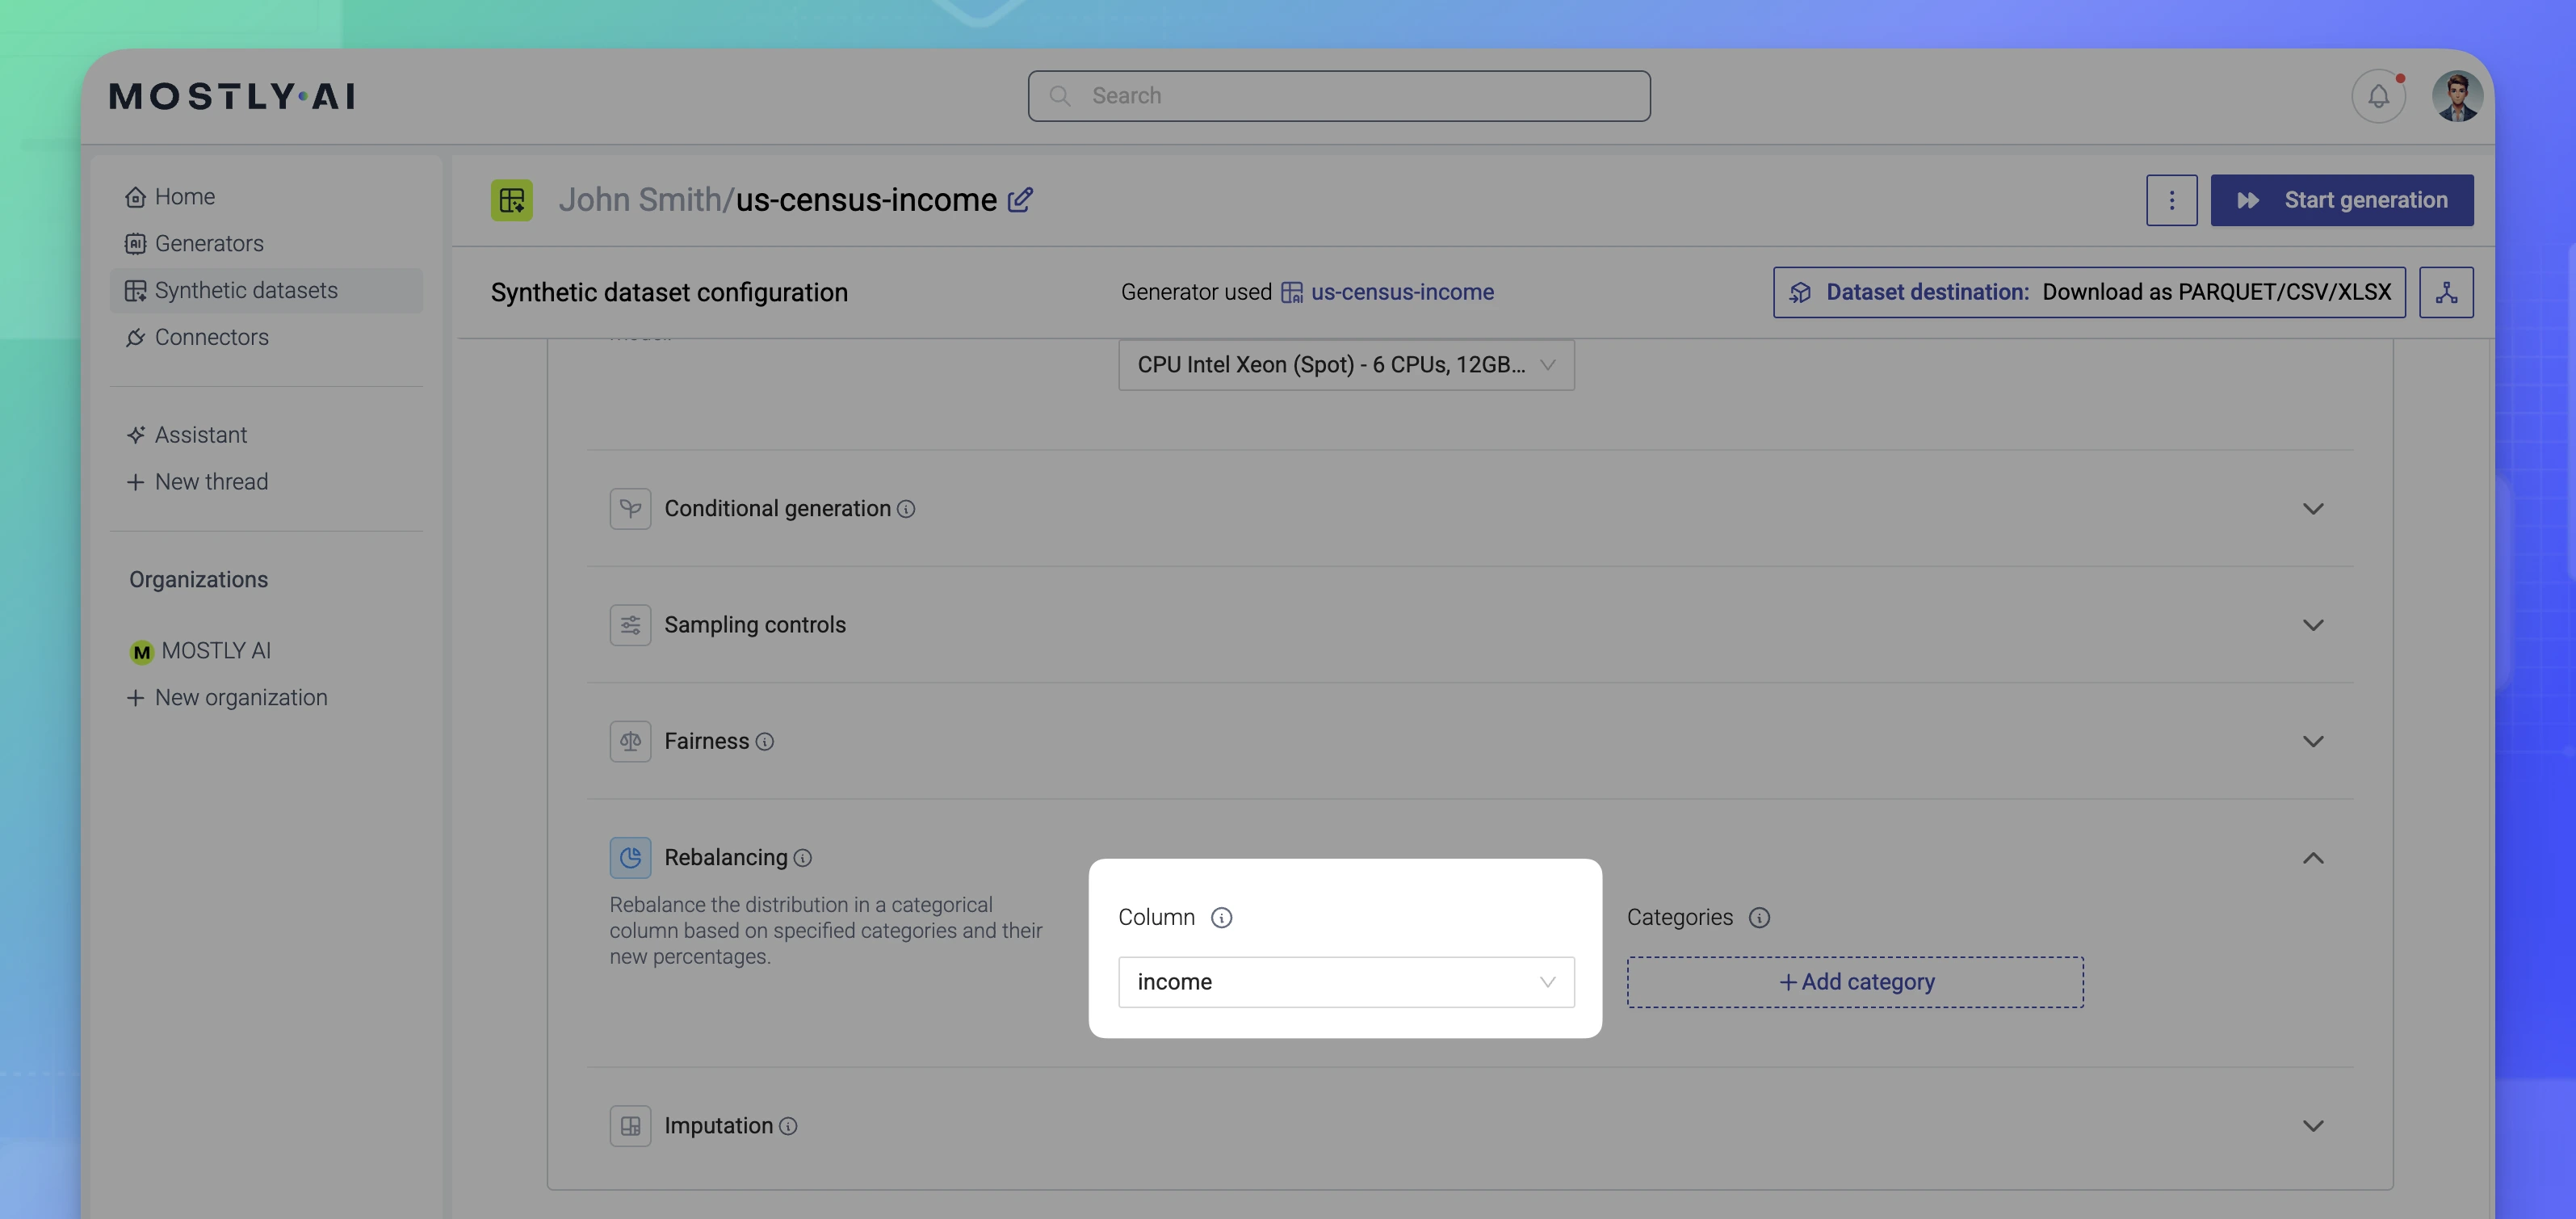 MOSTLY AI
Search
Home
Generators
Synthetic datasets
Connectors
Assistant
New thread
Organizations
M MOSTLY AI
New organization
John Smith/us-census-income
Start generation
Synthetic dataset configuration
Generator used us-census-income
Dataset destination: Download as PARQUET/CSV/XLSX
CPU Intel Xeon (Spot) - 6 CPUs, 12GB...
Conditional generation
Sampling controls
Fairness
Rebalancing
Rebalance the distribution in a categorical
column based on specified categories and their
new percentages.
Column
income
Categories
+ Add category
Imputation